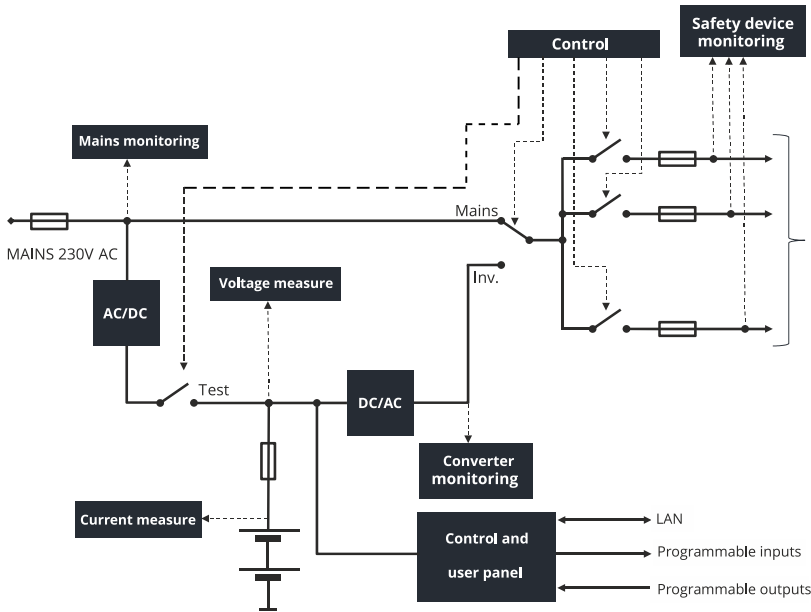 Control
Safety device
monitoring
Mains monitoring
Mains
MAINS 230V AC
Inv.
Voltage measure
AC/DC
Test
DC/AC
Converter
monitoring
Current measure
Control and
user panel
LAN
Programmable inputs
Programmable outputs